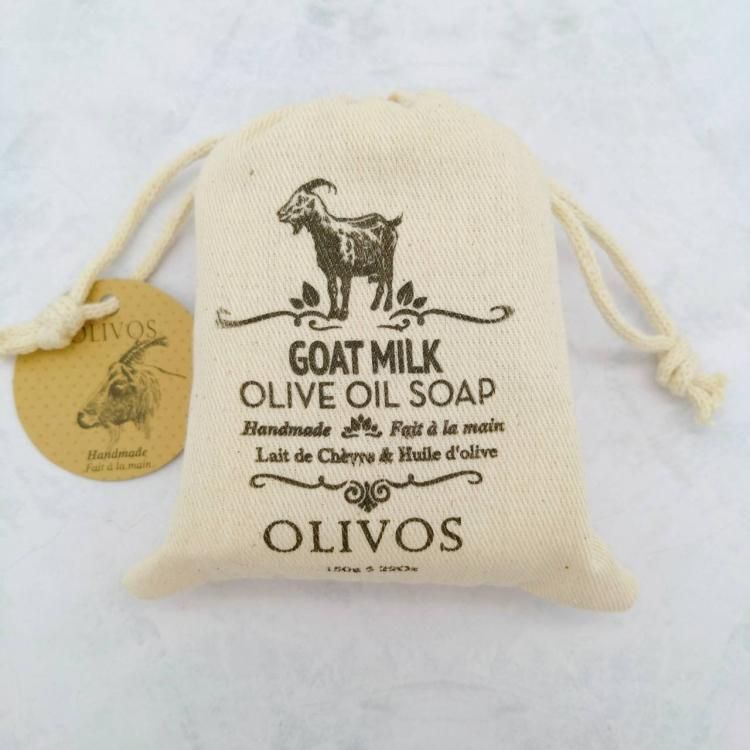 GOAT MILK
OLIVE OIL SOAP
Handmade Fait à la main
Lait de Chèvre & Huile d'olive
OLIVOS
OLIVOS
Handmade
Fait à la main